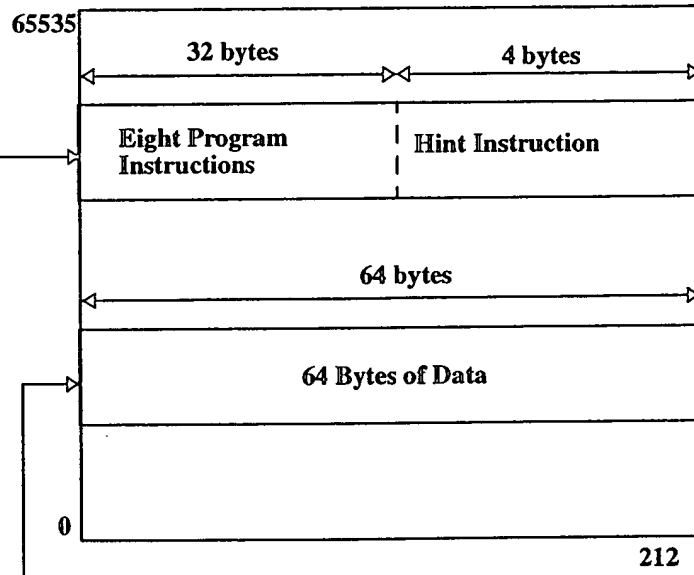 65535
32 bytes 4 bytes
Eight Program
Instructions
Hint Instruction
64 bytes
64 Bytes of Data
0
212